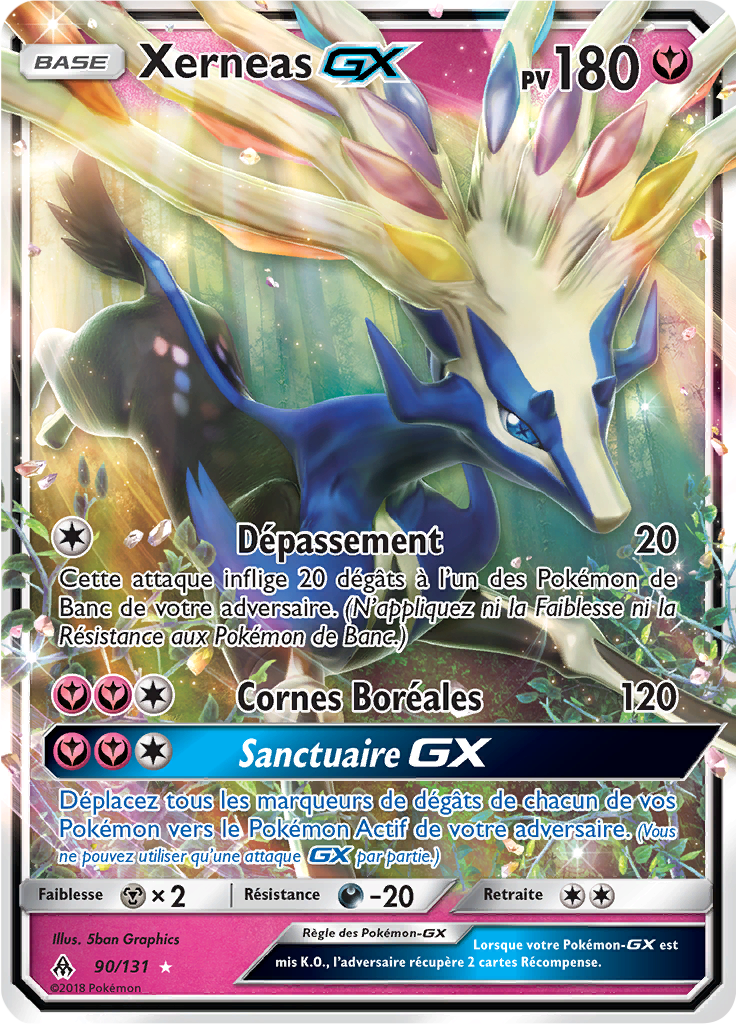 BASE Xerneas GX PV 180
Dépassement 20
Cette attaque inflige 20 dégâts à l'un des Pokémon de
Banc de votre adversaire. (N'appliquez ni la Faiblesse ni la
Résistance aux Pokémon de Banc.)
Cornes Boréales 120
Sanctuaire GX
Déplacez tous les marqueurs de dégâts de chacun de vos
Pokémon vers le Pokémon Actif de votre adversaire. (Vous
ne pouvez utiliser qu'une attaque GX par partie.)
Faiblesse ×2 Résistance -20 Retraite
Illus. 5ban Graphics
90/131
©2018 Pokémon
Règle des Pokémon-GX
Lorsque votre Pokémon-GX est
mis K.O., l'adversaire récupère 2 cartes Récompense.